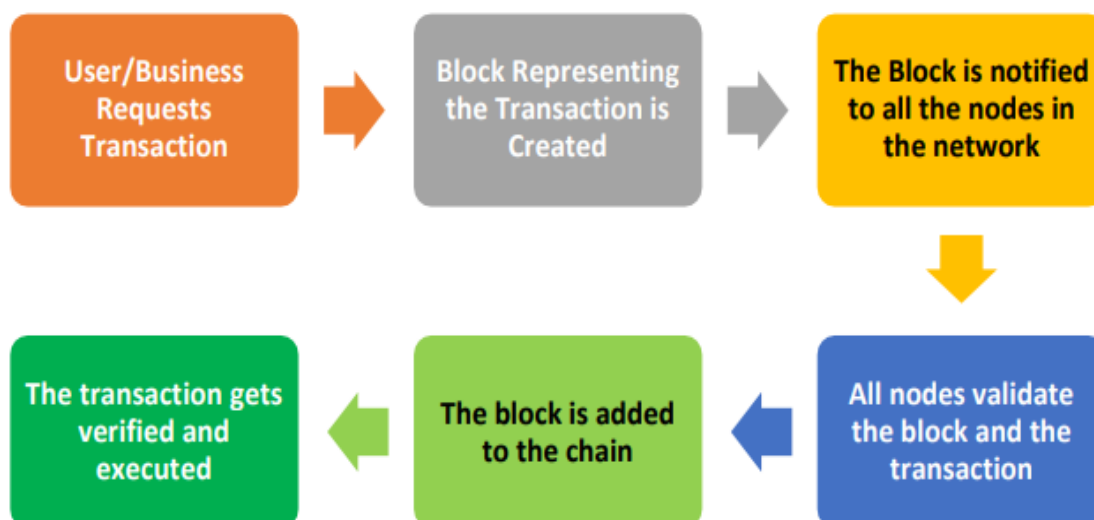 User/Business
Requests
Transaction
Block Representing
the Transaction is
Created
The Block is notified
to all the nodes in
the network
All nodes validate
the block and the
transaction
The block is added
to the chain
The transaction gets
verified and
executed